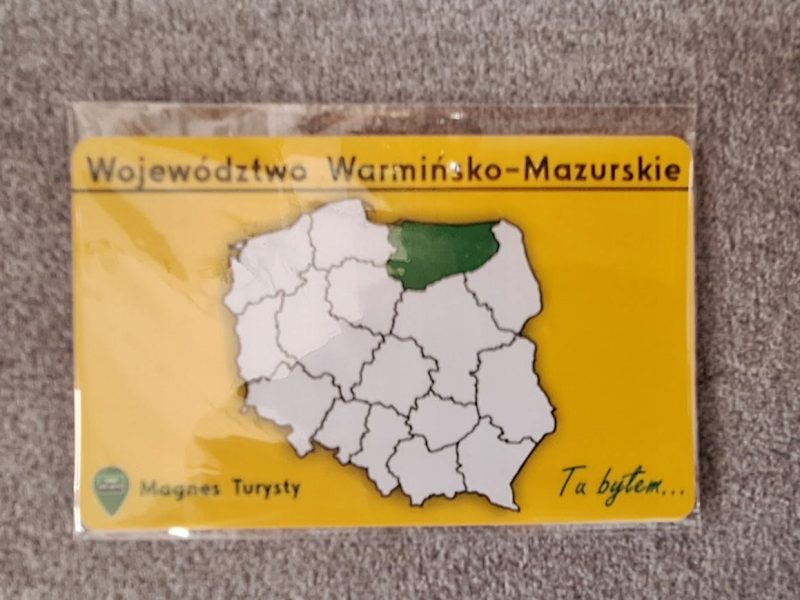 Województwo Warmińsko-Mazurskie
Magnes Turysty
Tu byłem...